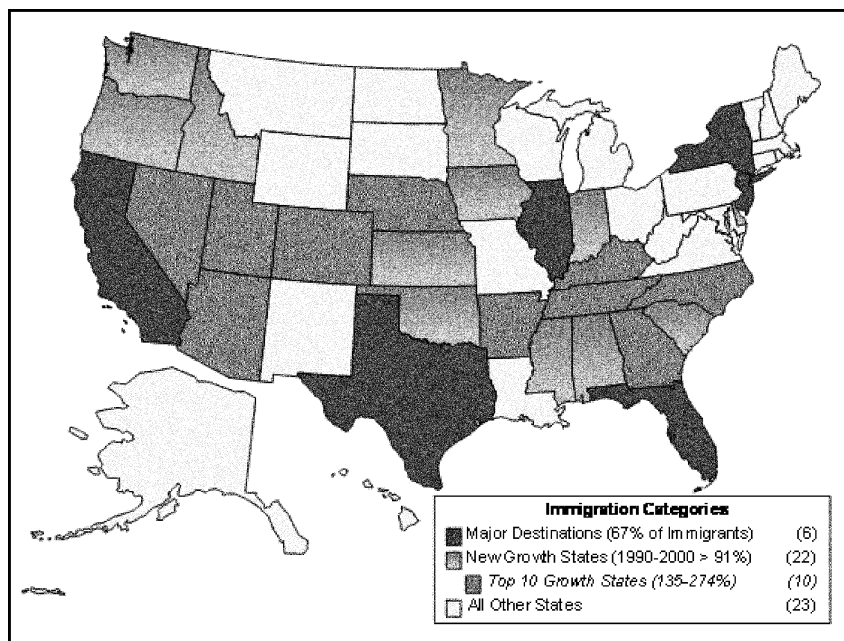 Immigration Categories
Major Destinations (67% of Immigrants) (6)
New Growth States (1990-2000 > 91%) (22)
Top 10 Growth States (135-274%) (10)
All Other States (23)